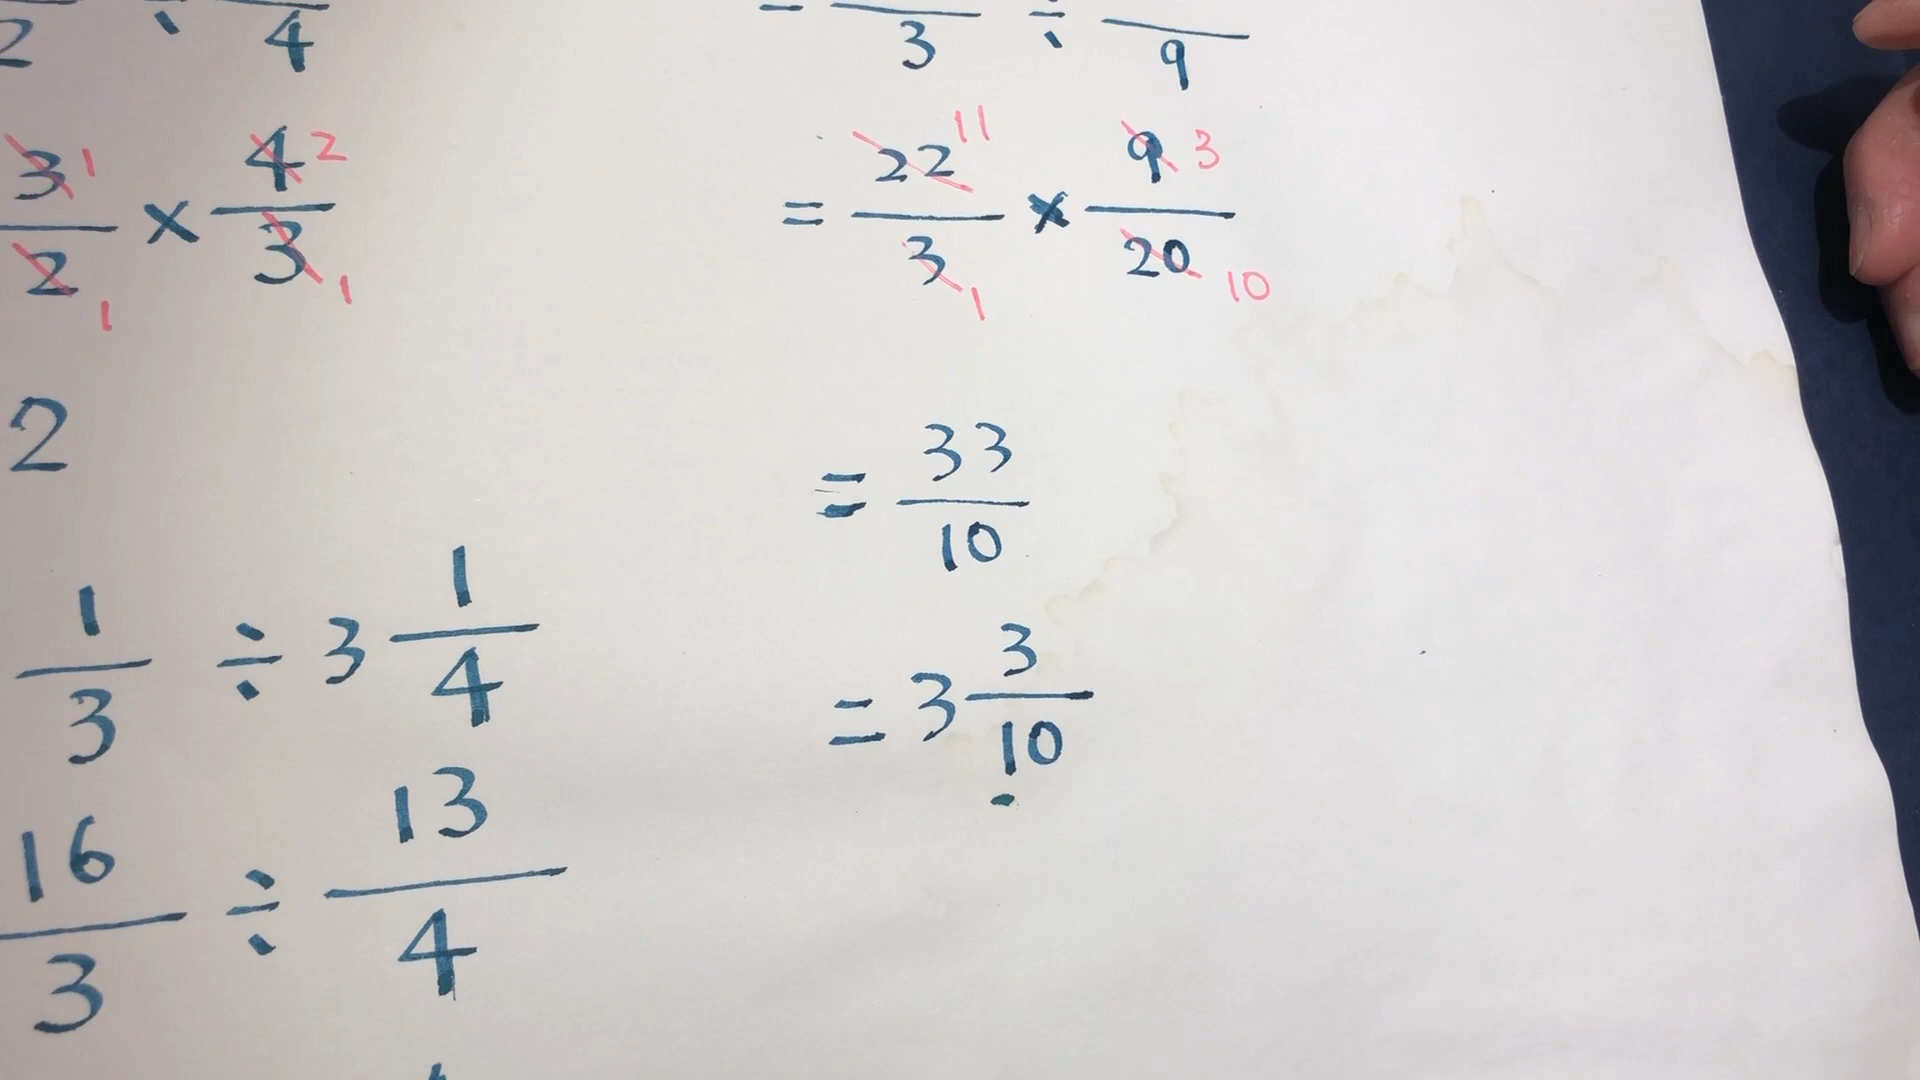 2 ÷ 4
3 1 / 2 1 × 4 2 / 3 1
2
1/3 ÷ 3 1/4
16/3 ÷ 13/4
= /3 ÷ /9
= 22 11 / 3 1 × 9 3 / 20 10
= 33/10
= 3 3/10